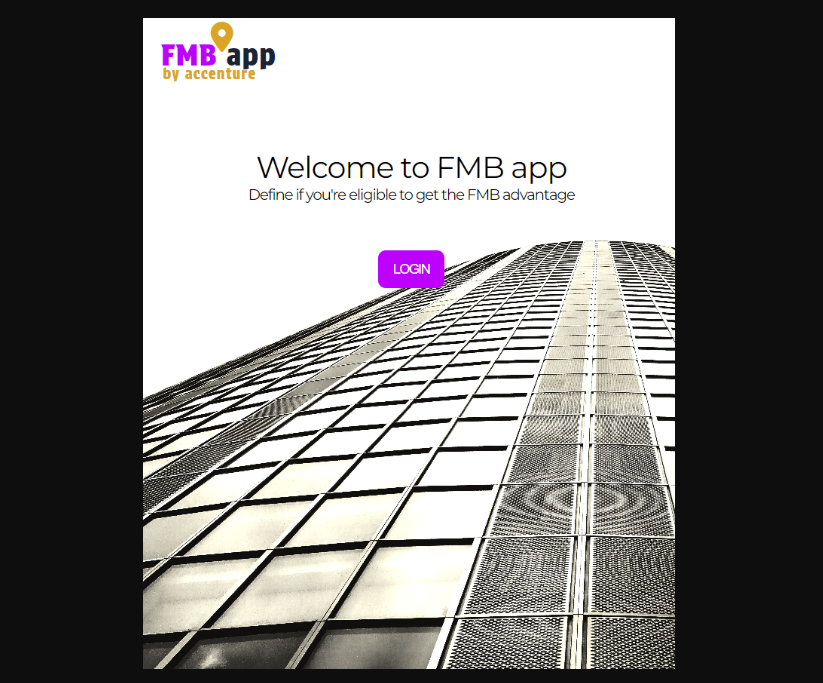 FMB app
by accenture
Welcome to FMB app
Define if you're eligible to get the FMB advantage
LOGIN